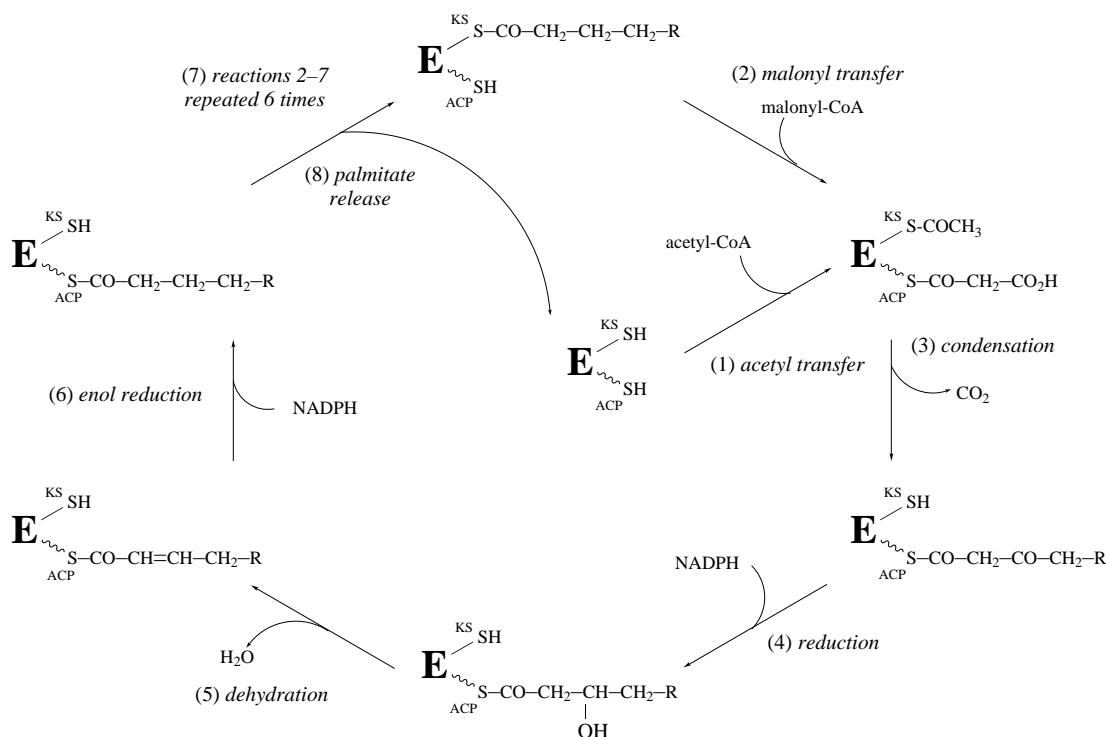 KS
S–CO–CH₂–CH₂–CH₂–R
E
SH
ACP
(7) reactions 2–7
repeated 6 times
(2) malonyl transfer
malonyl-CoA
(8) palmitate
release
KS
SH
E
S–CO–CH₂–CH₂–CH₂–R
ACP
acetyl-CoA
KS
S-COCH₃
E
S–CO–CH₂–CO₂H
ACP
KS
SH
E
SH
ACP
(1) acetyl transfer
(3) condensation
CO₂
(6) enol reduction
NADPH
KS
SH
E
S–CO–CH=CH–CH₂–R
ACP
KS
SH
E
S–CO–CH₂–CO–CH₂–R
ACP
NADPH
(4) reduction
H₂O
(5) dehydration
KS
SH
E
S–CO–CH₂–CH–CH₂–R
ACP
OH